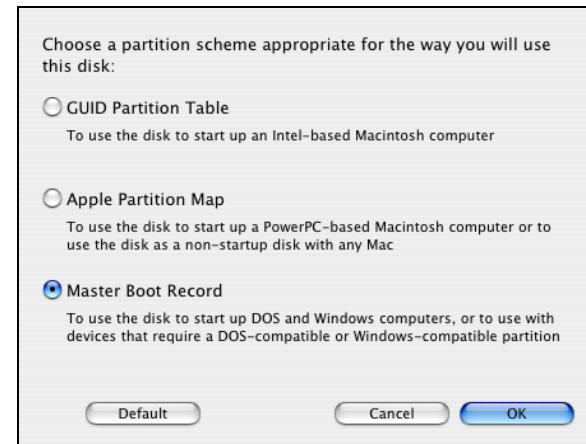 Choose a partition scheme appropriate for the way you will use
this disk:
GUID Partition Table
To use the disk to start up an Intel-based Macintosh computer
Apple Partition Map
To use the disk to start up a PowerPC-based Macintosh computer or to
use the disk as a non-startup disk with any Mac
Master Boot Record
To use the disk to start up DOS and Windows computers, or to use with
devices that require a DOS-compatible or Windows-compatible partition
Default
Cancel
OK